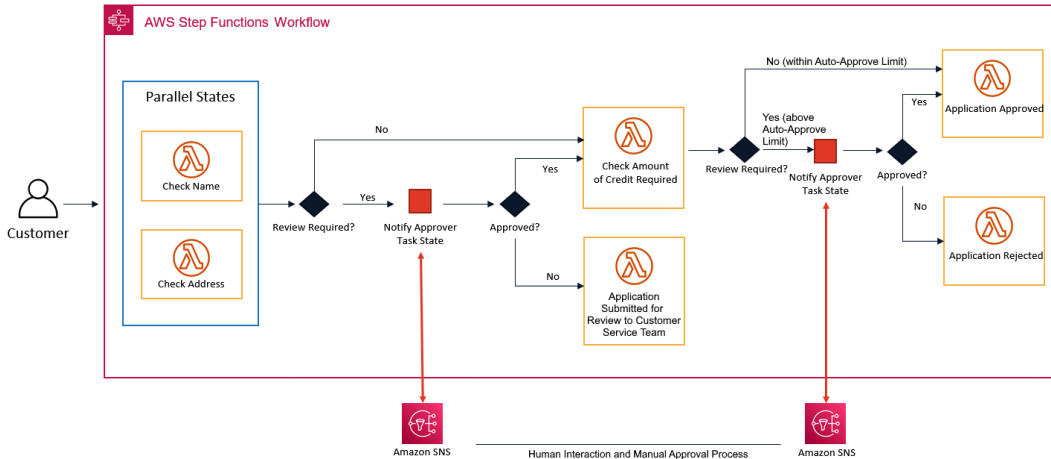 AWS Step Functions Workflow
Parallel States
Check Name
Check Address
Customer
No
Review Required?
Yes
Notify Approver
Task State
Approved?
Yes
No
Check Amount
of Credit Required
Application
Submitted for
Review to Customer
Service Team
Review Required?
No (within Auto-Approve Limit)
Yes (above
Auto-Approve
Limit)
Notify Approver
Task State
Approved?
Yes
No
Application Approved
Application Rejected
Amazon SNS
Human Interaction and Manual Approval Process
Amazon SNS